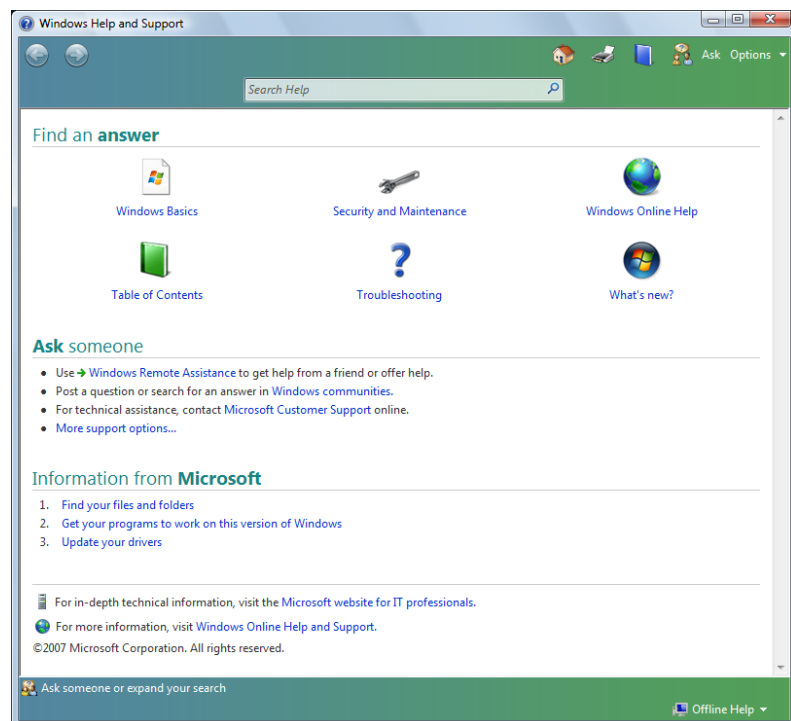 Windows Help and Support
Ask Options
Search Help
Find an answer
Windows Basics
Security and Maintenance
Windows Online Help
Table of Contents
Troubleshooting
What's new?
Ask someone
• Use → Windows Remote Assistance to get help from a friend or offer help.
• Post a question or search for an answer in Windows communities.
• For technical assistance, contact Microsoft Customer Support online.
• More support options...
Information from Microsoft
1. Find your files and folders
2. Get your programs to work on this version of Windows
3. Update your drivers
For in-depth technical information, visit the Microsoft website for IT professionals.
For more information, visit Windows Online Help and Support.
©2007 Microsoft Corporation. All rights reserved.
Ask someone or expand your search
Offline Help